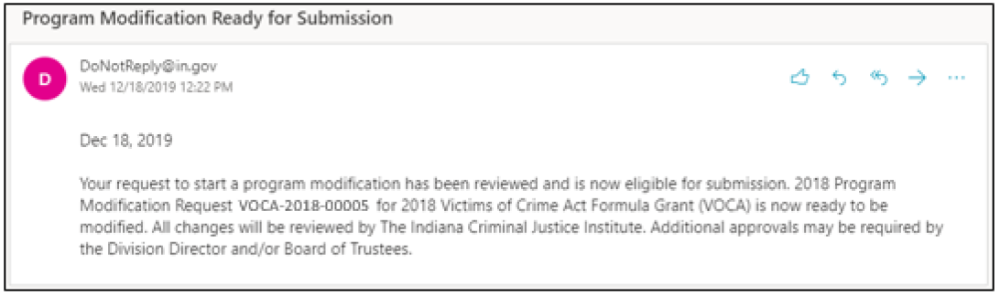 Program Modification Ready for Submission
D
DoNotReply@in.gov
Wed 12/18/2019 12:22 PM
Dec 18, 2019
Your request to start a program modification has been reviewed and is now eligible for submission. 2018 Program
Modification Request VOCA-2018-00005 for 2018 Victims of Crime Act Formula Grant (VOCA) is now ready to be
modified. All changes will be reviewed by The Indiana Criminal Justice Institute. Additional approvals may be required by
the Division Director and/or Board of Trustees.